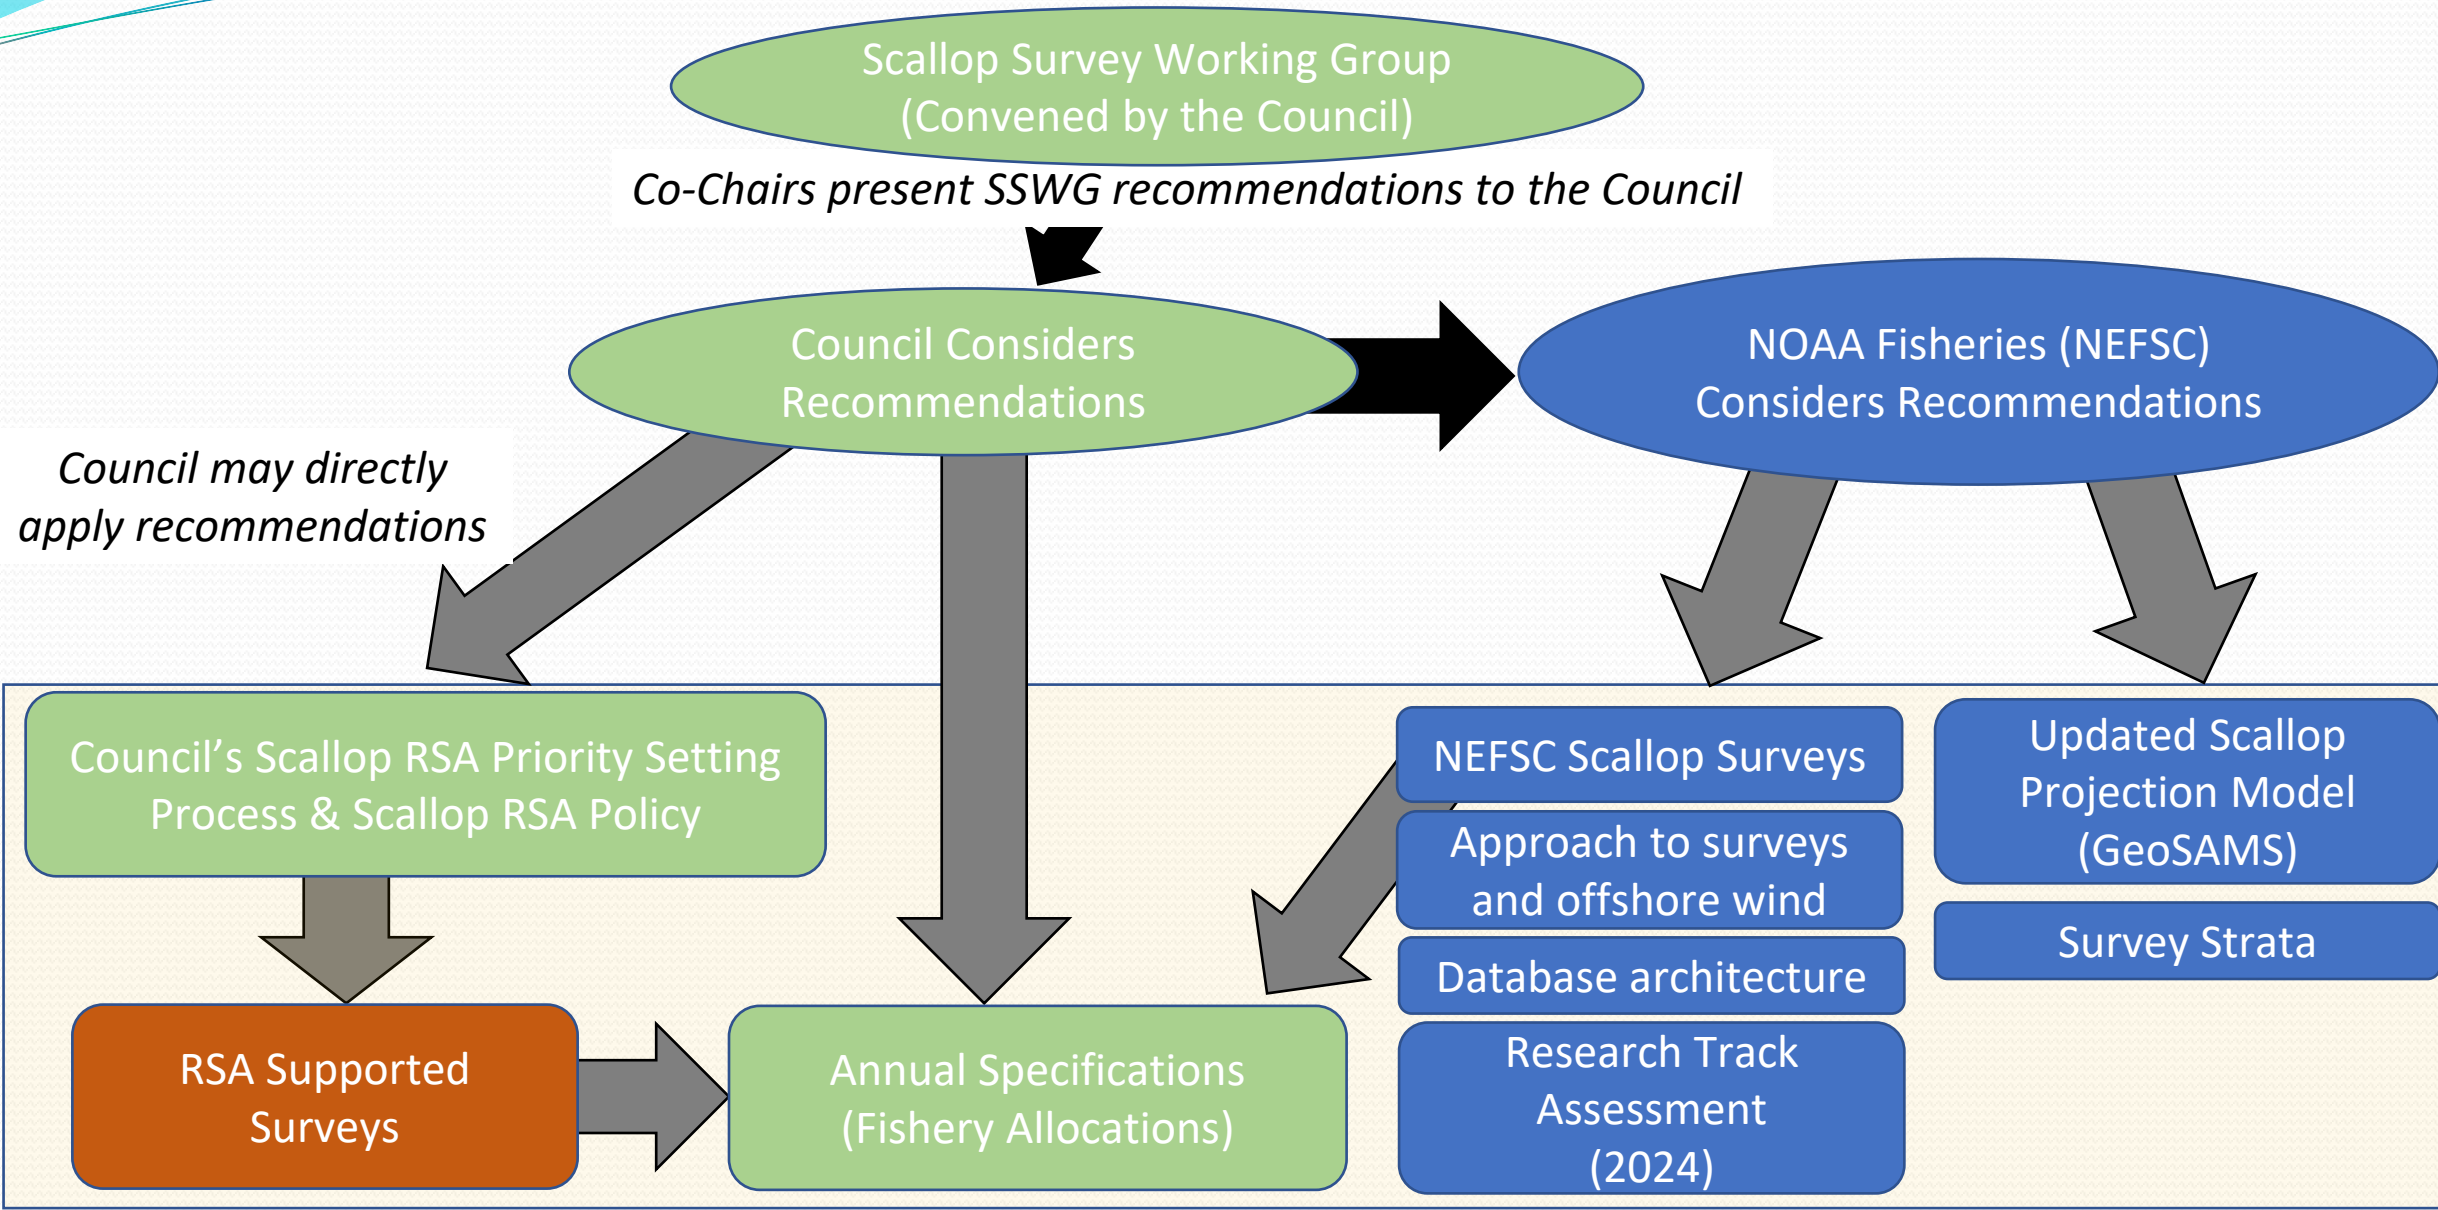 Scallop Survey Working Group
(Convened by the Council)
Co-Chairs present SSWG recommendations to the Council
Council Considers
Recommendations
NOAA Fisheries (NEFSC)
Considers Recommendations
Council may directly
apply recommendations
Council’s Scallop RSA Priority Setting
Process & Scallop RSA Policy
RSA Supported
Surveys
Annual Specifications
(Fishery Allocations)
NEFSC Scallop Surveys
Approach to surveys
and offshore wind
Database architecture
Research Track
Assessment
(2024)
Updated Scallop
Projection Model
(GeoSAMS)
Survey Strata